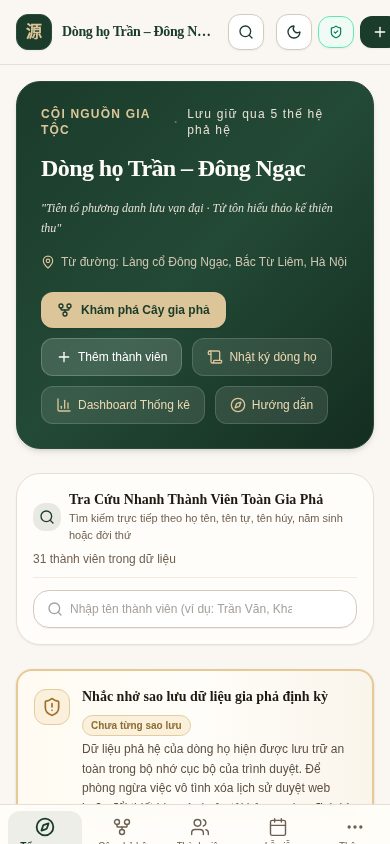 源 Dòng họ Trần – Đông N…
CỘI NGUỒN GIA TỘC · Lưu giữ qua 5 thế hệ phả hệ
Dòng họ Trần – Đông Ngạc
"Tiên tổ phương danh lưu vạn đại · Tử tôn hiếu thảo kế thiên
thu"
Từ đường: Làng cổ Đông Ngạc, Bắc Từ Liêm, Hà Nội
Khám phá Cây gia phả
Thêm thành viên
Nhật ký dòng họ
Dashboard Thống kê
Hướng dẫn
Tra Cứu Nhanh Thành Viên Toàn Gia Phả
Tìm kiếm trực tiếp theo họ tên, tên tự, tên húy, năm sinh
hoặc đời thứ
31 thành viên trong dữ liệu
Nhập tên thành viên (ví dụ: Trần Văn, Kha
Nhắc nhở sao lưu dữ liệu gia phả định kỳ
Chưa từng sao lưu
Dữ liệu phả hệ của dòng họ hiện được lưu trữ an
toàn trong bộ nhớ cục bộ của trình duyệt. Để
phòng ngừa việc vô tình xóa lịch sử duyệt web